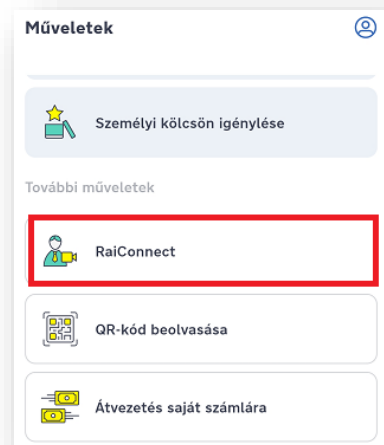 Műveletek
Személyi kölcsön igénylése
További műveletek
RaiConnect
QR-kód beolvasása
Átvezetés saját számlára